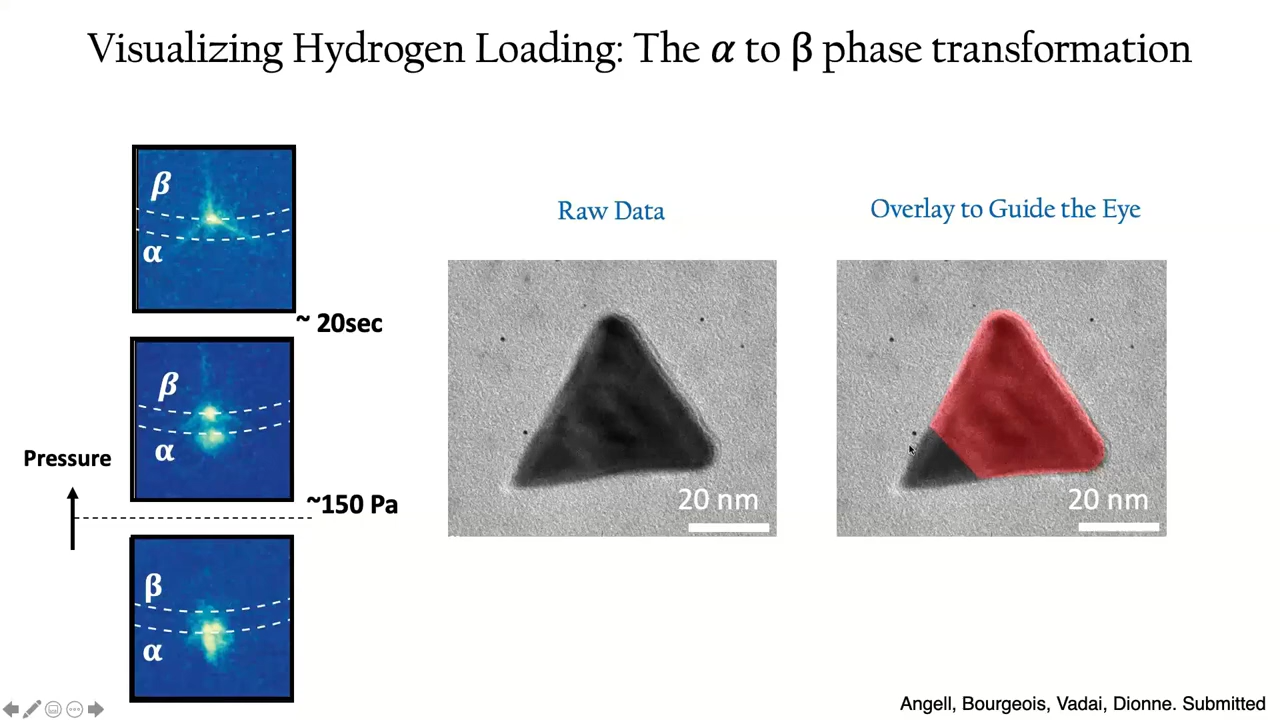 Visualizing Hydrogen Loading: The α to β phase transformation
β
α
~ 20sec
β
α
Pressure
~150 Pa
β
α
Raw Data
20 nm
Overlay to Guide the Eye
20 nm
Angell, Bourgeois, Vadai, Dionne. Submitted